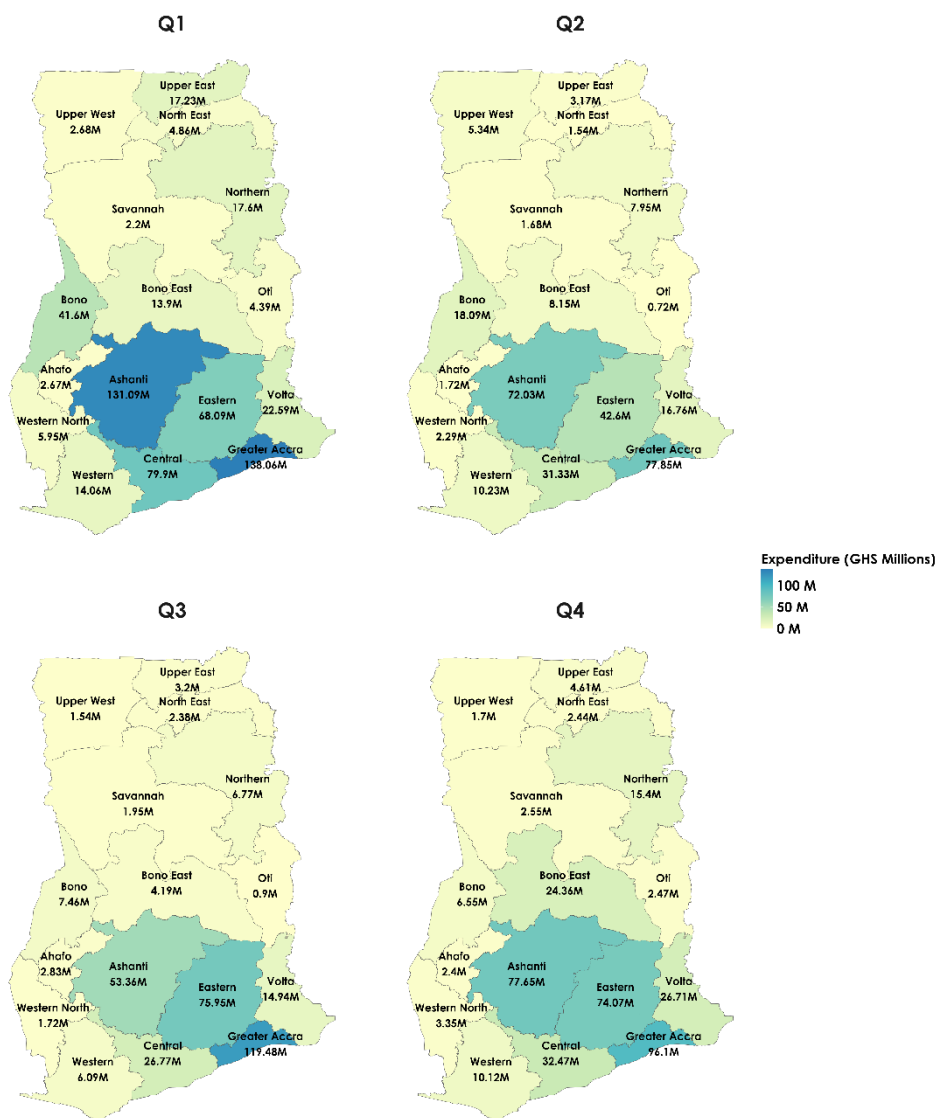 Q1
Upper East
17.23M
Upper West
2.68M
North East
4.86M
Northern
17.6M
Savannah
2.2M
Bono
41.6M
Bono East
13.9M
Oti
4.39M
Ahafo
2.67M
Ashanti
131.09M
Eastern
68.09M
Volta
22.59M
Western North
5.95M
Central
79.9M
Greater Accra
138.06M
Western
14.06M
Q2
Upper East
3.17M
Upper West
5.34M
North East
1.54M
Northern
7.95M
Savannah
1.68M
Bono
18.09M
Bono East
8.15M
Oti
0.72M
Ahafo
1.72M
Ashanti
72.03M
Eastern
42.6M
Volta
16.76M
Western North
2.29M
Central
31.33M
Greater Accra
77.85M
Western
10.23M
Expenditure (GHS Millions)
100 M
50 M
0 M
Q3
Upper East
3.2M
Upper West
1.54M
North East
2.38M
Northern
6.77M
Savannah
1.95M
Bono
7.46M
Bono East
4.19M
Oti
0.9M
Ahafo
2.83M
Ashanti
53.36M
Eastern
75.95M
Volta
14.94M
Western North
1.72M
Central
26.77M
Greater Accra
119.48M
Western
6.09M
Q4
Upper East
4.61M
Upper West
1.7M
North East
2.44M
Northern
15.4M
Savannah
2.55M
Bono
6.55M
Bono East
24.36M
Oti
2.47M
Ahafo
2.4M
Ashanti
77.65M
Eastern
74.07M
Volta
26.71M
Western North
3.35M
Central
32.47M
Greater Accra
96.1M
Western
10.12M